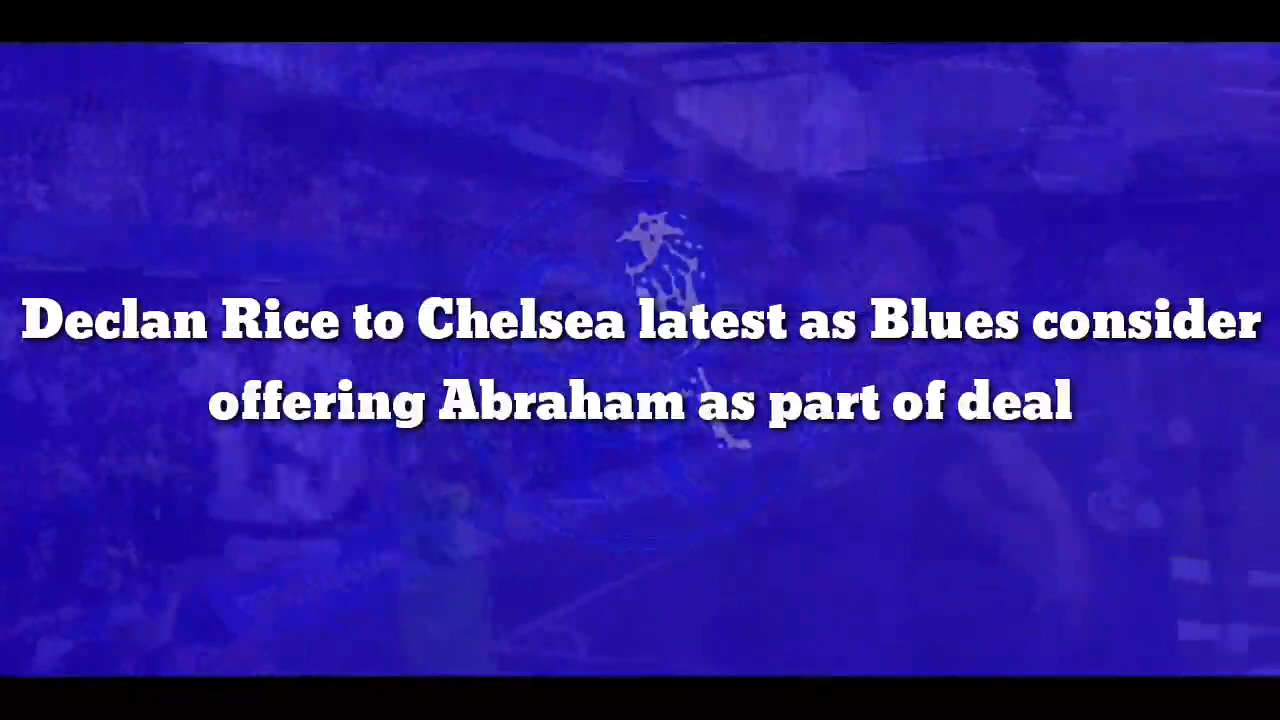 Declan Rice to Chelsea latest as Blues consider
offering Abraham as part of deal